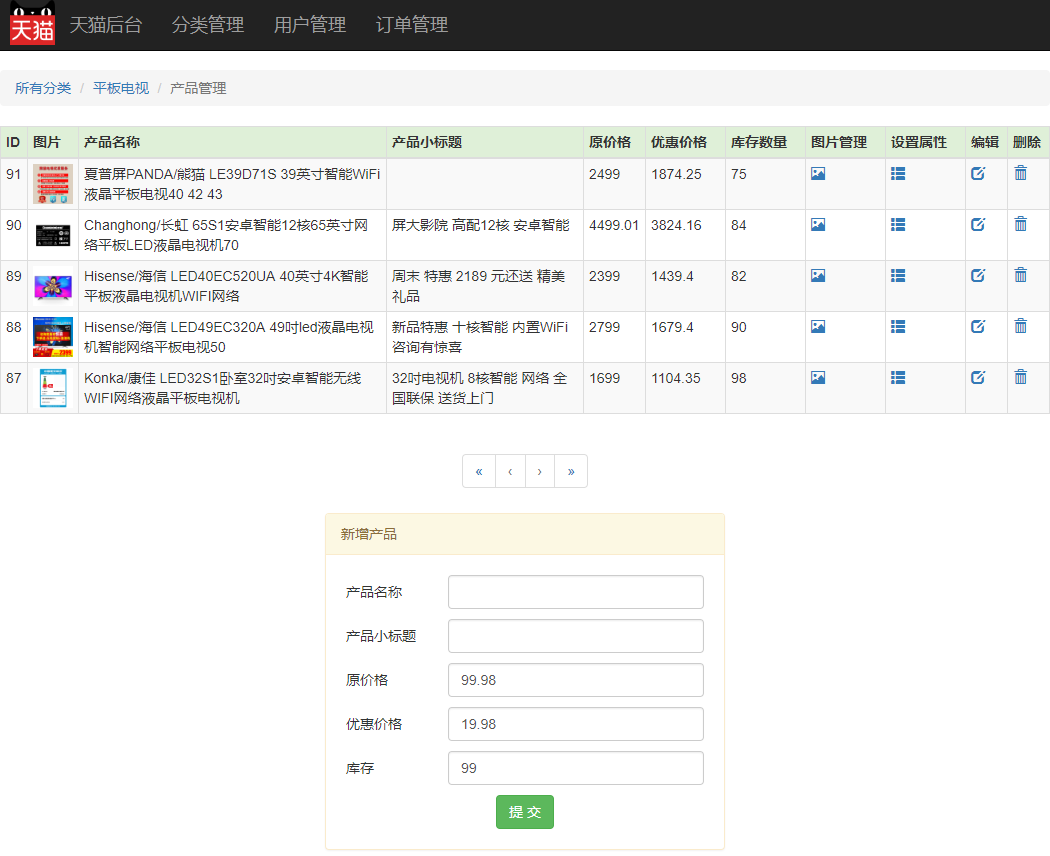 天猫 天猫后台 分类管理 用户管理 订单管理
所有分类 / 平板电视 / 产品管理
ID 图片 产品名称 产品小标题 原价格 优惠价格 库存数量 图片管理 设置属性 编辑 删除
91 夏普屏PANDA/熊猫 LE39D71S 39英寸智能WiFi 2499 1874.25 75
液晶平板电视40 42 43
90 Changhong/长虹 65S1安卓智能12核65英寸网 屏大影院 高配12核 安卓智能 4499.01 3824.16 84
络平板LED液晶电视机70
89 Hisense/海信 LED40EC520UA 40英寸4K智能 周末 特惠 2189 元还送 精美 2399 1439.4 82
平板液晶电视机WIFI网络 礼品
88 Hisense/海信 LED49EC320A 49吋led液晶电视 新品特惠 十核智能 内置WiFi 2799 1679.4 90
机智能网络平板电视50 咨询有惊喜
87 Konka/康佳 LED32S1卧室32吋安卓智能无线 32吋电视机 8核智能 网络 全 1699 1104.35 98
WIFI网络液晶平板电视机 国联保 送货上门
« ‹ › »
新增产品
产品名称
产品小标题
原价格 99.98
优惠价格 19.98
库存 99
提 交